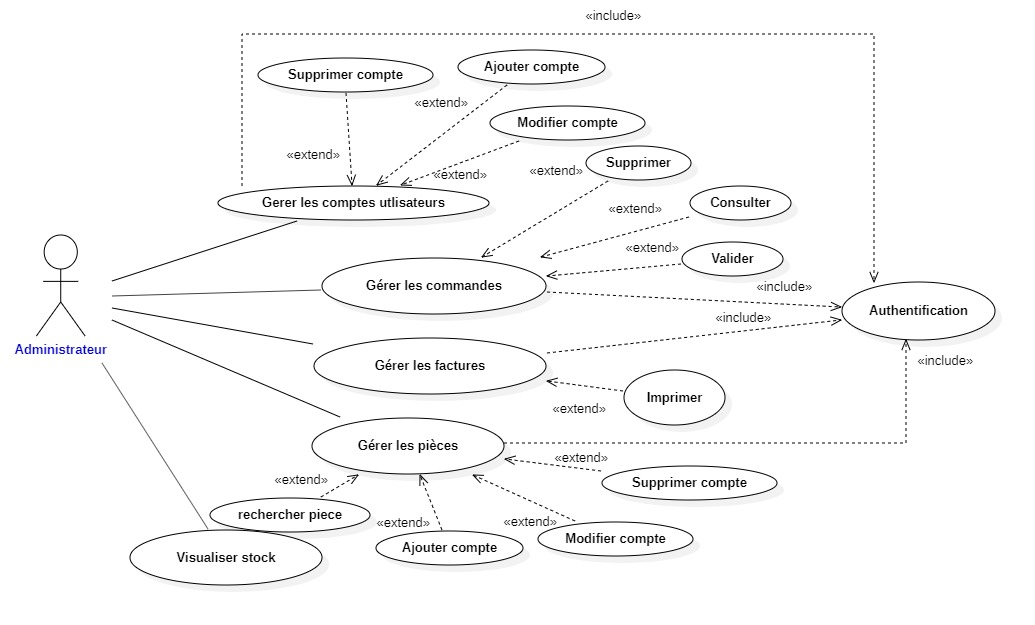 «include»
Supprimer compte
Ajouter compte
«extend»
Modifier compte
«extend»
«extend»
«extend»
Supprimer
Gerer les comptes utlisateurs
«extend»
Consulter
«extend»
Valider
Gérer les commandes
«include»
Authentification
«include»
Administrateur
Gérer les factures
«include»
Imprimer
«extend»
Gérer les pièces
«extend»
Supprimer compte
«extend»
rechercher piece
«extend»
«extend»
Ajouter compte
Modifier compte
Visualiser stock